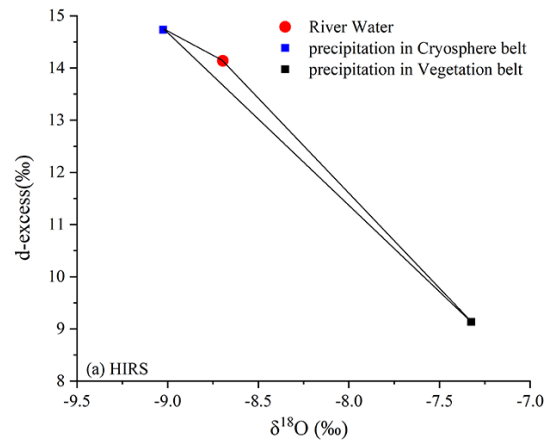 15
14
13
12
11
10
9
8
d-excess(‰)
River Water
precipitation in Cryosphere belt
precipitation in Vegetation belt
(a) HIRS
-9.5 -9.0 -8.5 -8.0 -7.5 -7.0
δ¹⁸O (‰)